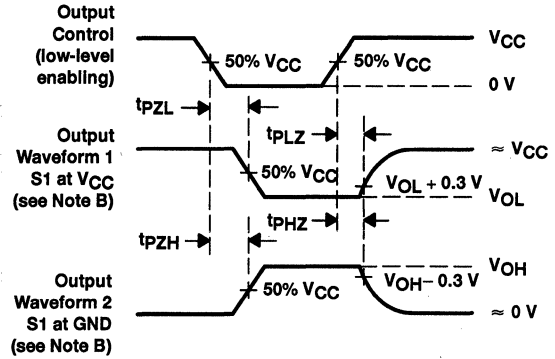 Output
Control
(low-level
enabling)
50% VCC
50% VCC
VCC
0 V
tPZL
tPLZ
Output
Waveform 1
S1 at VCC
(see Note B)
50% VCC
VOL + 0.3 V
≈ VCC
VOL
tPZH
tPHZ
Output
Waveform 2
S1 at GND
(see Note B)
50% VCC
VOH − 0.3 V
VOH
≈ 0 V